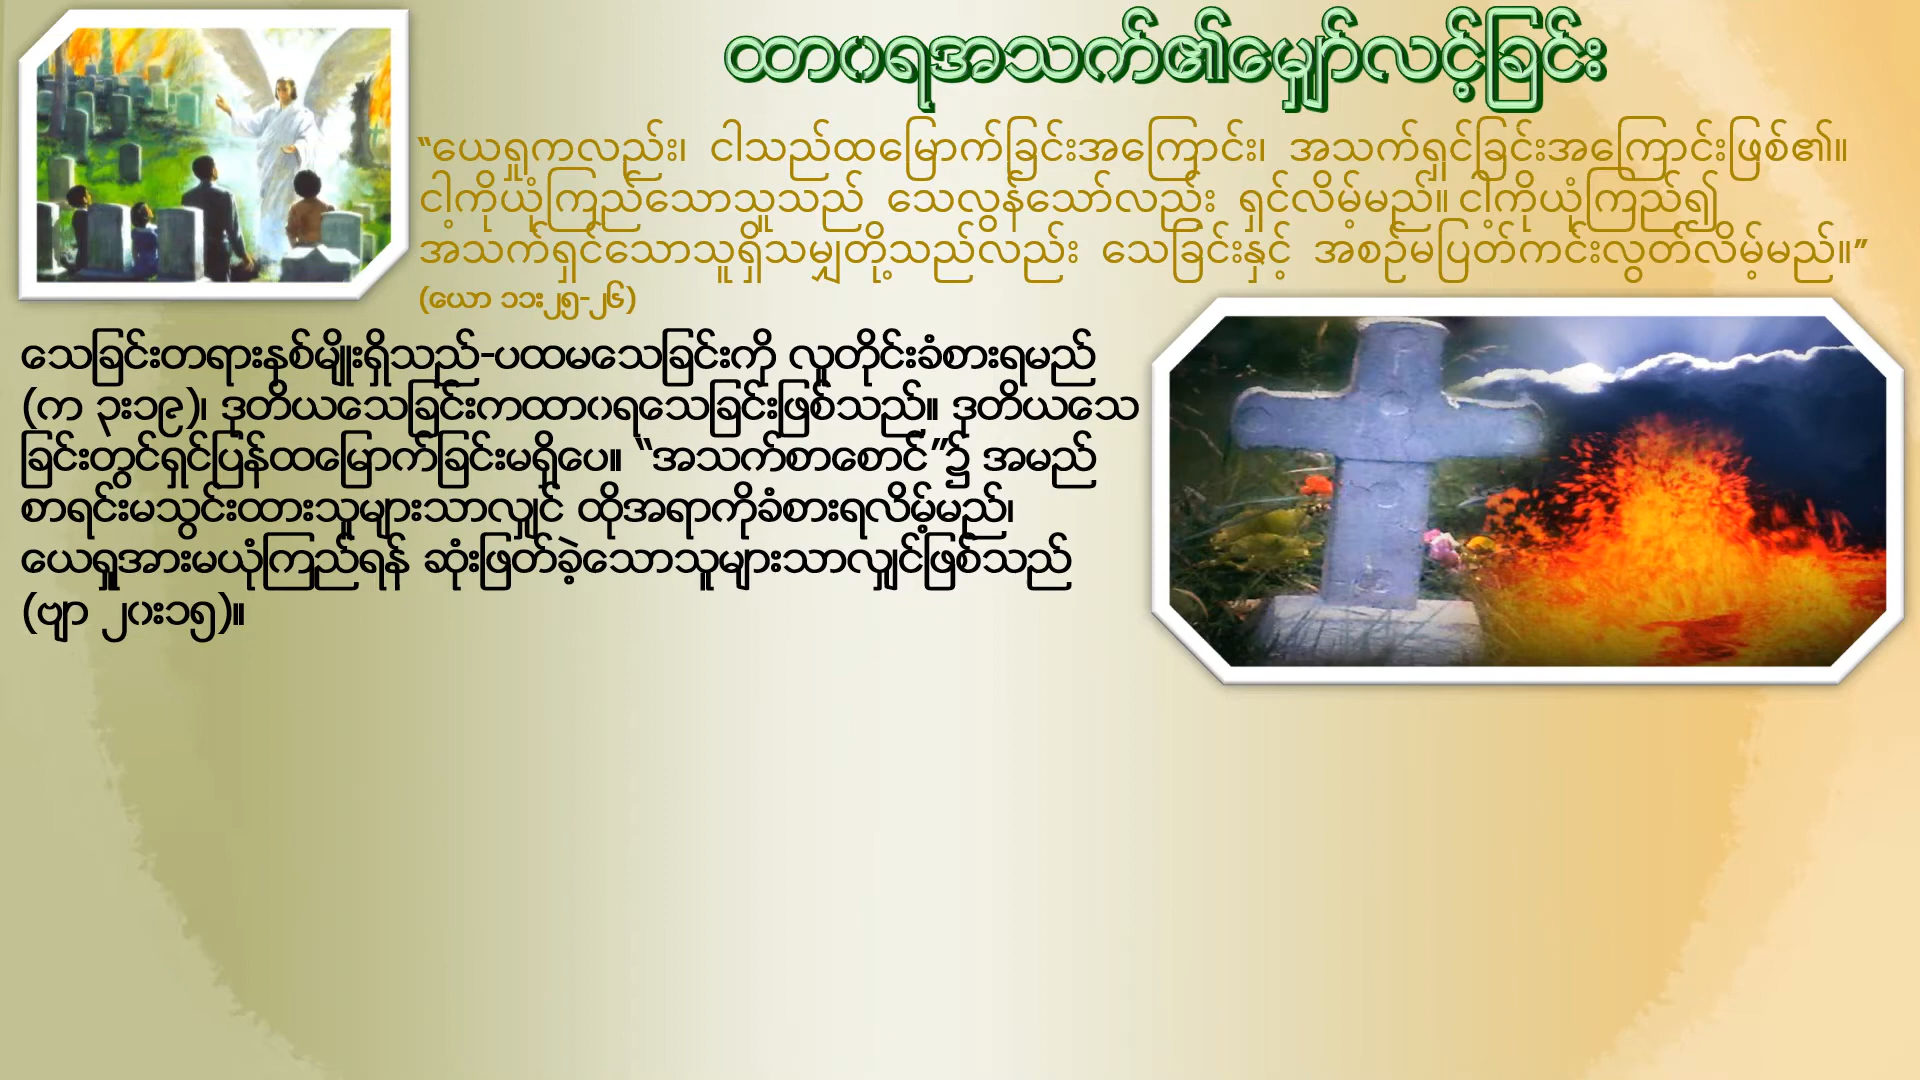 ထာဝရအသက်၏မျှော်လင့်ခြင်း
“ယေရှုကလည်း၊ ငါသည်ထမြောက်ခြင်းအကြောင်း၊ အသက်ရှင်ခြင်းအကြောင်းဖြစ်၏။
ငါ့ကိုယုံကြည်သောသူသည် သေလွန်သော်လည်း ရှင်လိမ့်မည်။ ငါ့ကိုယုံကြည်၍
အသက်ရှင်သောသူရှိသမျှတို့သည်လည်း သေခြင်းနှင့် အစဉ်မပြတ်ကင်းလွတ်လိမ့်မည်။”
(ယော ၁၁း၂၅-၂၆)
သေခြင်းတရားနှစ်မျိုးရှိသည်-ပထမသေခြင်းကို လူတိုင်းခံစားရမည်
(က ၃း၁၉)၊ ဒုတိယသေခြင်းကထာဝရသေခြင်းဖြစ်သည်။ ဒုတိယသေ
ခြင်းတွင်ရှင်ပြန်ထမြောက်ခြင်းမရှိပေ။ “အသက်စာစောင်”၌ အမည်
စာရင်းမသွင်းထားသူများသာလျှင် ထိုအရာကိုခံစားရလိမ့်မည်၊
ယေရှုအားမယုံကြည်ရန် ဆုံးဖြတ်ခဲ့သောသူများသာလျှင်ဖြစ်သည်
(ဗျာ ၂၀း၁၅)။